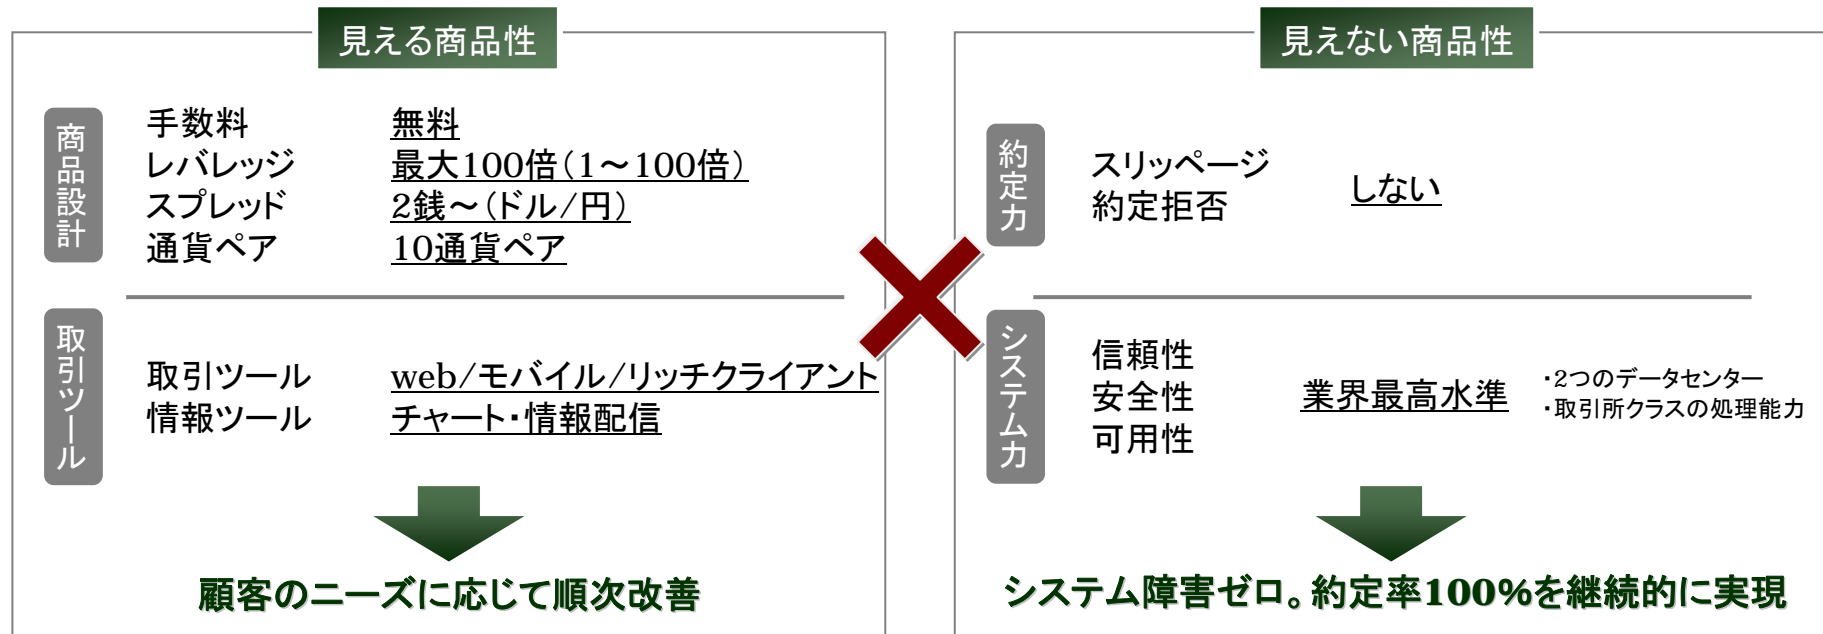 見える商品性
商品設計
手数料 無料
レバレッジ 最大100倍(1~100倍)
スプレッド 2銭~(ドル/円)
通貨ペア 10通貨ペア
取引ツール
取引ツール web/モバイル/リッチクライアント
情報ツール チャート・情報配信
顧客のニーズに応じて順次改善
見えない商品性
約定力
スリッページ
約定拒否
しない
システム力
信頼性
安全性
可用性
業界最高水準
・2つのデータセンター
・取引所クラスの処理能力
システム障害ゼロ。約定率100%を継続的に実現